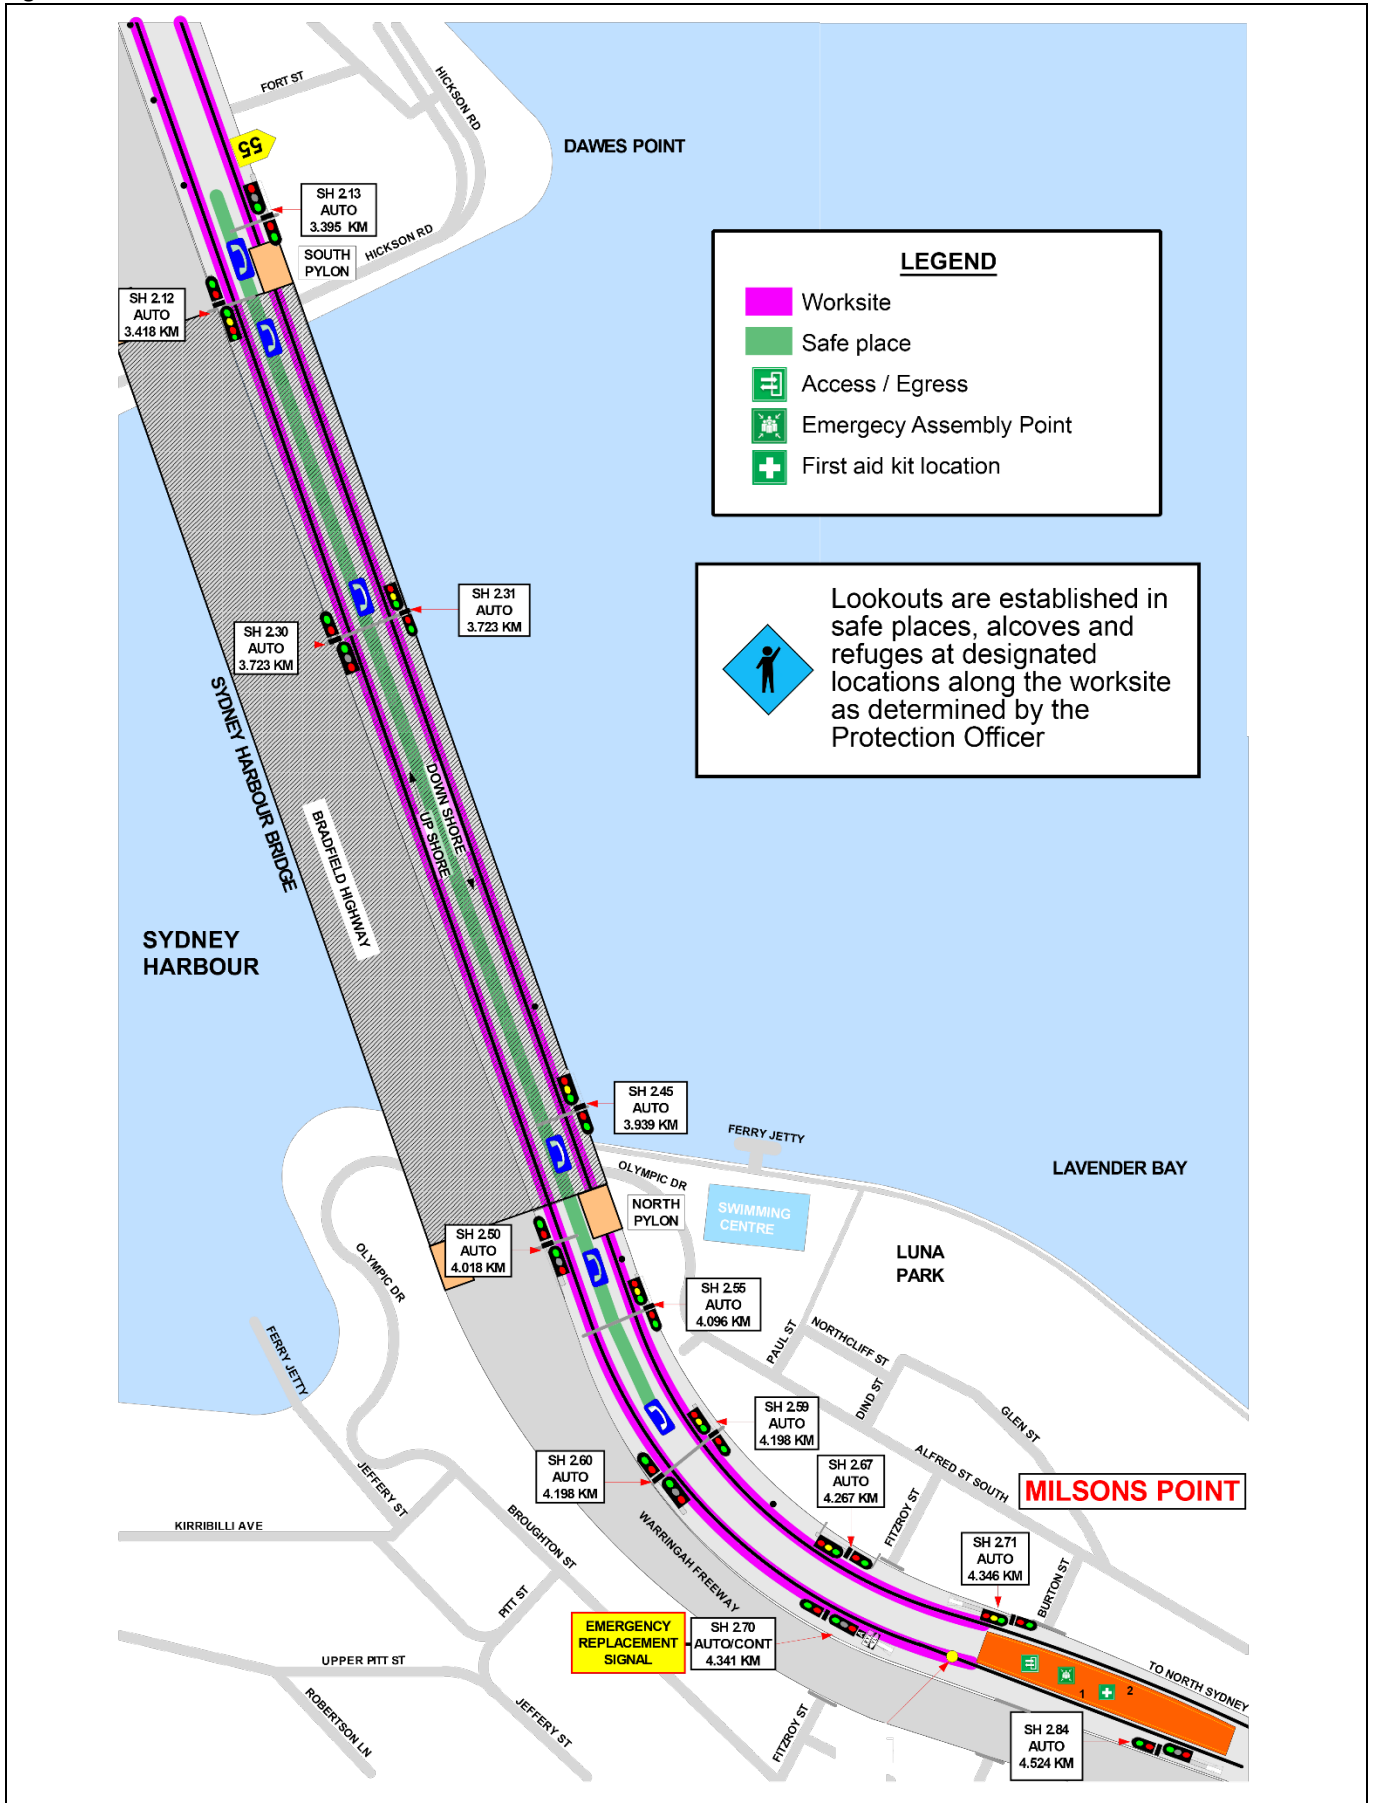 FORT ST
HICKSON RD
DAWES POINT
55
SH 2.13
AUTO
3.395 KM
SOUTH
PYLON
HICKSON RD
SH 2.12
AUTO
3.418 KM
LEGEND
Worksite
Safe place
Access / Egress
Emergecy Assembly Point
First aid kit location
SH 2.31
AUTO
3.723 KM
SH 2.30
AUTO
3.723 KM
Lookouts are established in
safe places, alcoves and
refuges at designated
locations along the worksite
as determined by the
Protection Officer
SYDNEY HARBOUR BRIDGE
BRADFIELD HIGHWAY
DOWN SHORE
UP SHORE
SYDNEY
HARBOUR
SH 2.45
AUTO
3.939 KM
FERRY JETTY
LAVENDER BAY
OLYMPIC DR
SWIMMING
CENTRE
NORTH
PYLON
SH 2.50
AUTO
4.018 KM
LUNA
PARK
OLYMPIC DR
SH 2.55
AUTO
4.096 KM
FERRY JETTY
PAUL ST
NORTHCLIFF ST
DIND ST
GLEN ST
SH 2.59
AUTO
4.198 KM
ALFRED ST SOUTH
SH 2.60
AUTO
4.198 KM
SH 2.67
AUTO
4.267 KM
MILSONS POINT
JEFFERY ST
KIRRIBILLI AVE
BROUGHTON ST
WARRINGAH FREEWAY
FITZROY ST
SH 2.71
AUTO
4.346 KM
BURTON ST
PITT ST
EMERGENCY
REPLACEMENT
SIGNAL
SH 2.70
AUTO/CONT
4.341 KM
UPPER PITT ST
TO NORTH SYDNEY
1
2
ROBERTSON LN
JEFFERY ST
FITZROY ST
SH 2.84
AUTO
4.524 KM